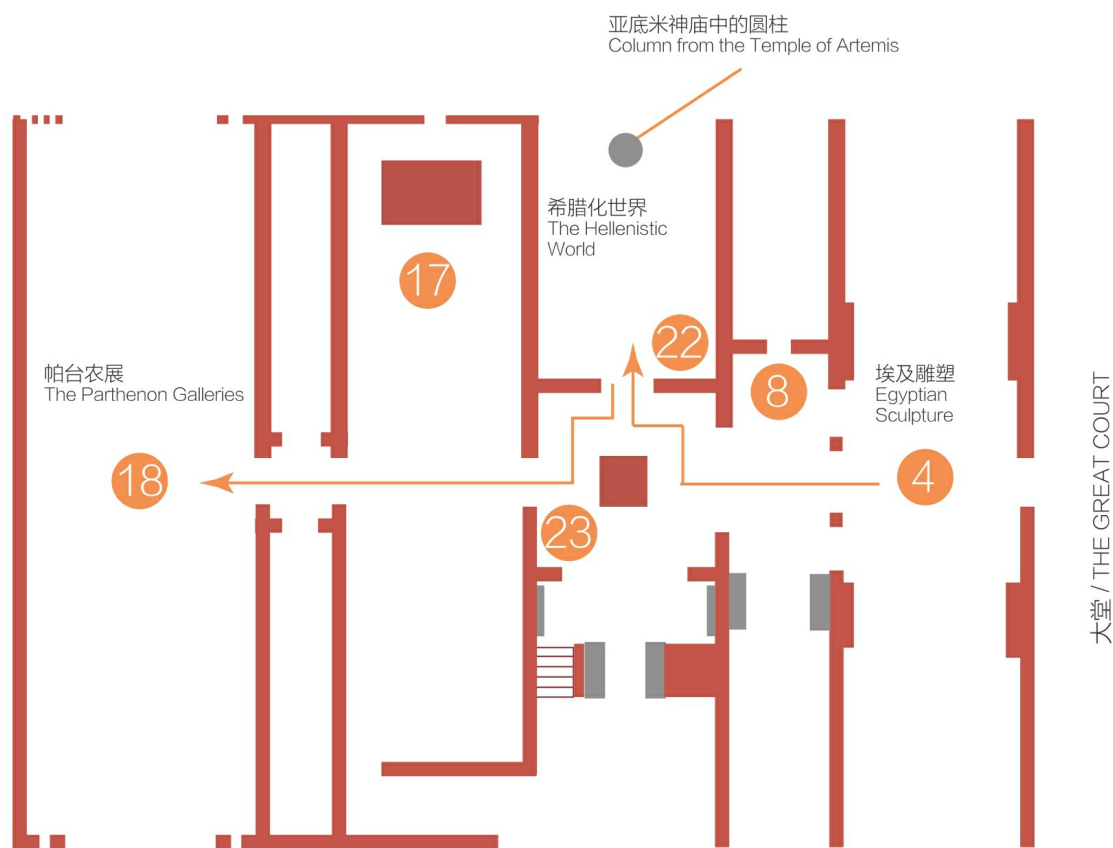 亚底米神庙中的圆柱
Column from the Temple of Artemis
希腊化世界
The Hellenistic
World
17
22
帕台农展
The Parthenon Galleries
8
埃及雕塑
Egyptian
Sculpture
18
4
23
大堂 / THE GREAT COURT